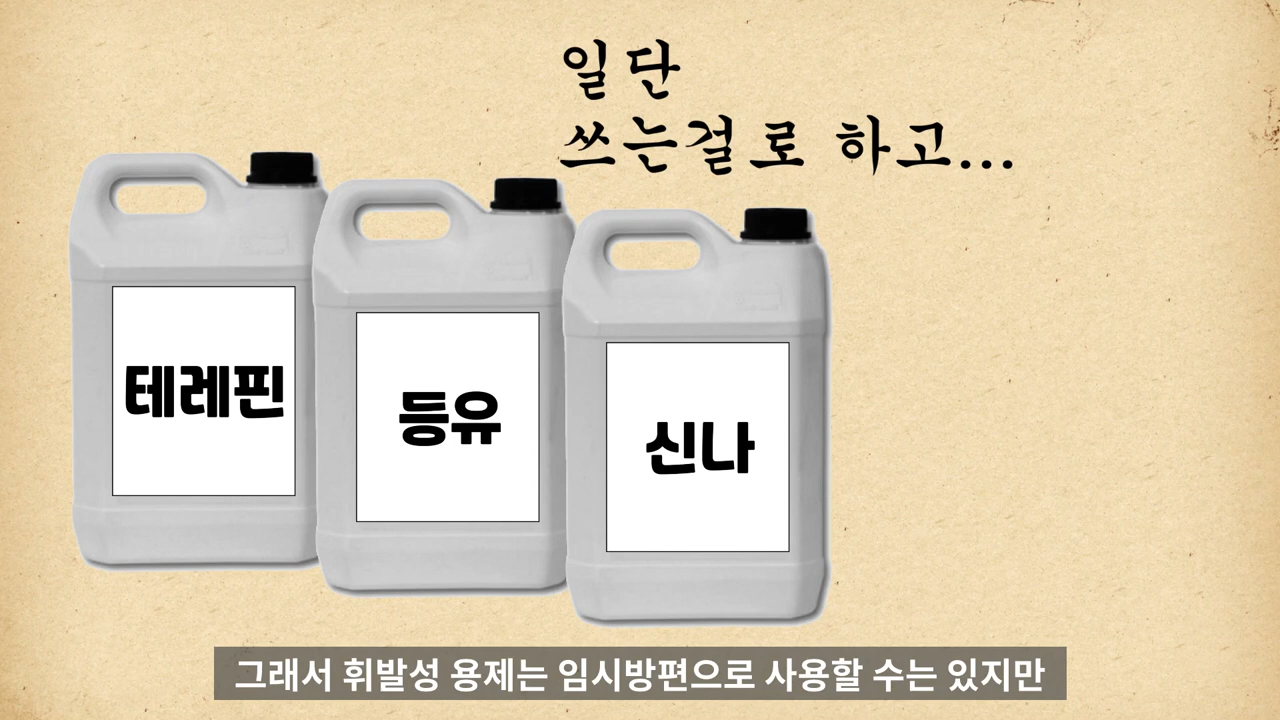 일단
쓰는걸로 하고...
테레핀
등유
신나
그래서 휘발성 용제는 임시방편으로 사용할 수는 있지만